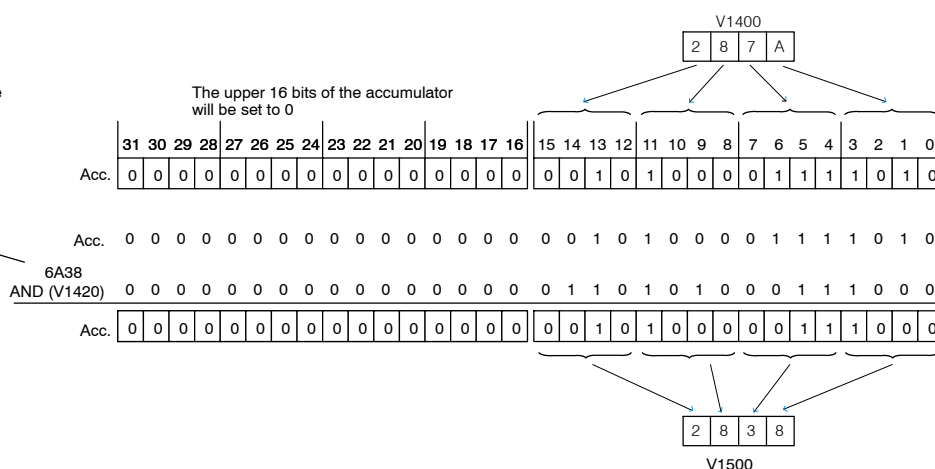 V1400
2 8 7 A
The upper 16 bits of the accumulator
will be set to 0
31 30 29 28 27 26 25 24 23 22 21 20 19 18 17 16 15 14 13 12 11 10 9 8 7 6 5 4 3 2 1 0
Acc. 0 0 0 0 0 0 0 0 0 0 0 0 0 0 0 0 0 0 1 0 1 0 0 0 0 1 1 1 1 0 1 0
Acc. 0 0 0 0 0 0 0 0 0 0 0 0 0 0 0 0 0 0 1 0 1 0 0 0 0 1 1 1 1 0 1 0
6A38
AND (V1420) 0 0 0 0 0 0 0 0 0 0 0 0 0 0 0 0 0 1 1 0 1 0 1 0 0 0 1 1 1 0 0 0
Acc. 0 0 0 0 0 0 0 0 0 0 0 0 0 0 0 0 0 0 1 0 1 0 0 0 0 0 1 1 1 0 0 0
2 8 3 8
V1500